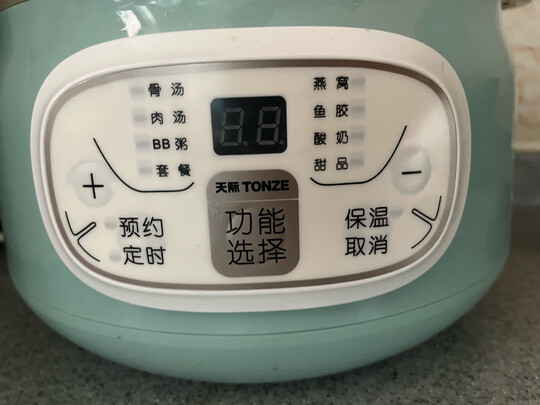 骨汤
肉汤
BB粥
套餐
燕窝
鱼胶
酸奶
甜品
+
-
天际 TONZE
功能
选择
预约
定时
保温
取消